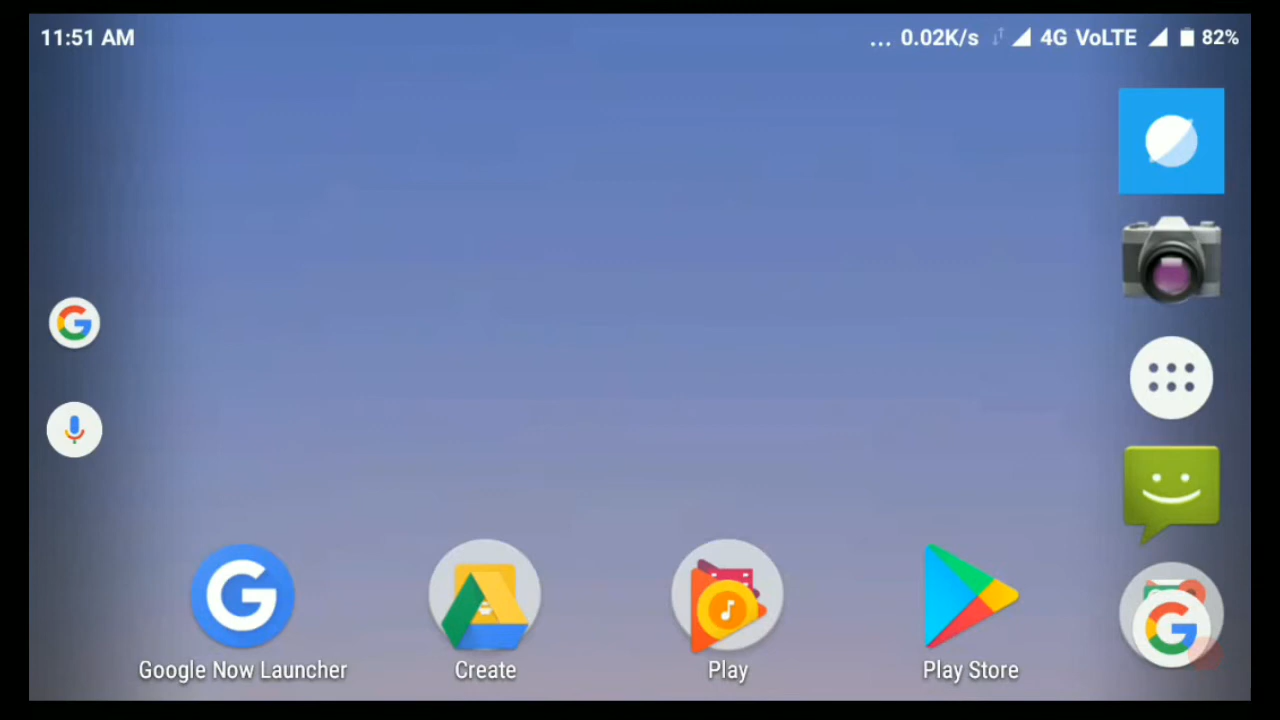 11:51 AM
... 0.02K/s 4G VoLTE 82%
Google Now Launcher
Create
Play
Play Store